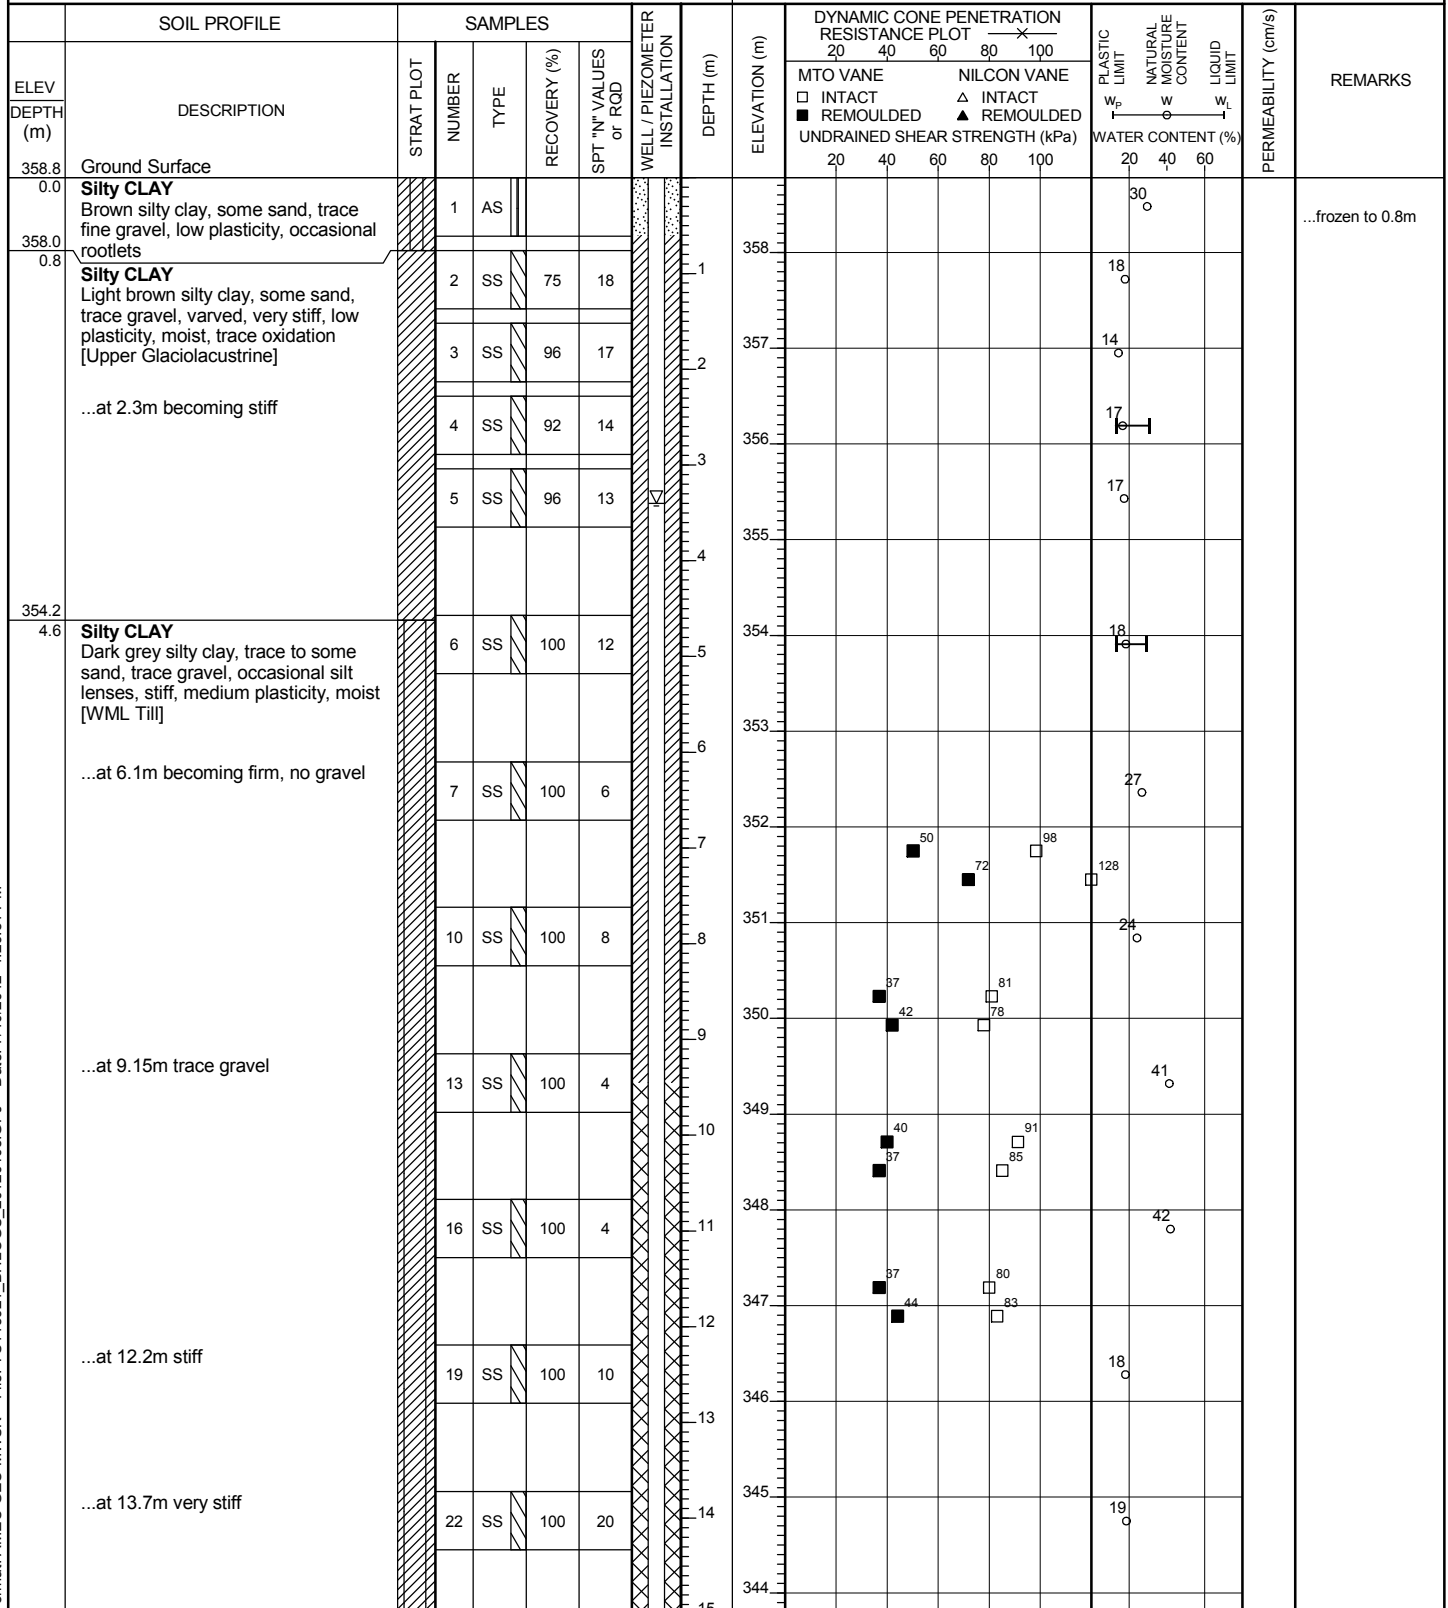 SOIL PROFILE
SAMPLES
ELEV
DEPTH
(m)
DESCRIPTION
STRAT PLOT
NUMBER
TYPE
RECOVERY (%)
SPT "N" VALUES
or RQD
WELL / PIEZOMETER
INSTALLATION
DEPTH (m)
ELEVATION (m)
DYNAMIC CONE PENETRATION
RESISTANCE PLOT
20 40 60 80 100
MTO VANE NILCON VANE
INTACT INTACT
REMOULDED REMOULDED
UNDRAINED SHEAR STRENGTH (kPa)
20 40 60 80 100
PLASTIC
LIMIT
NATURAL
MOISTURE
CONTENT
LIQUID
LIMIT
WP W WL
WATER CONTENT (%)
20 40 60
PERMEABILITY (cm/s)
REMARKS
358.8 Ground Surface
0.0 Silty CLAY
Brown silty clay, some sand, trace
fine gravel, low plasticity, occasional
rootlets
358.0
0.8
1 AS
30
...frozen to 0.8m
358
Silty CLAY
Light brown silty clay, some sand,
trace gravel, varved, very stiff, low
plasticity, moist, trace oxidation
[Upper Glaciolacustrine]
1
2 SS 75 18
18
357
14
3 SS 96 17
2
...at 2.3m becoming stiff
4 SS 92 14
17
356
3
5 SS 96 13
17
355
4
354.2
4.6 Silty CLAY
Dark grey silty clay, trace to some
sand, trace gravel, occasional silt
lenses, stiff, medium plasticity, moist
[WML Till]
354
6 SS 100 12
18
5
353
6
...at 6.1m becoming firm, no gravel
7 SS 100 6
27
352
7
50 98
72 128
351
10 SS 100 8
8
24
37 81
350
42 78
9
...at 9.15m trace gravel
13 SS 100 4
41
349
10
40 91
37 85
348
16 SS 100 4
11
42
37 80
347
44 83
12
...at 12.2m stiff
19 SS 100 10
18
346
13
345
...at 13.7m very stiff
22 SS 100 20
14
19
344
15